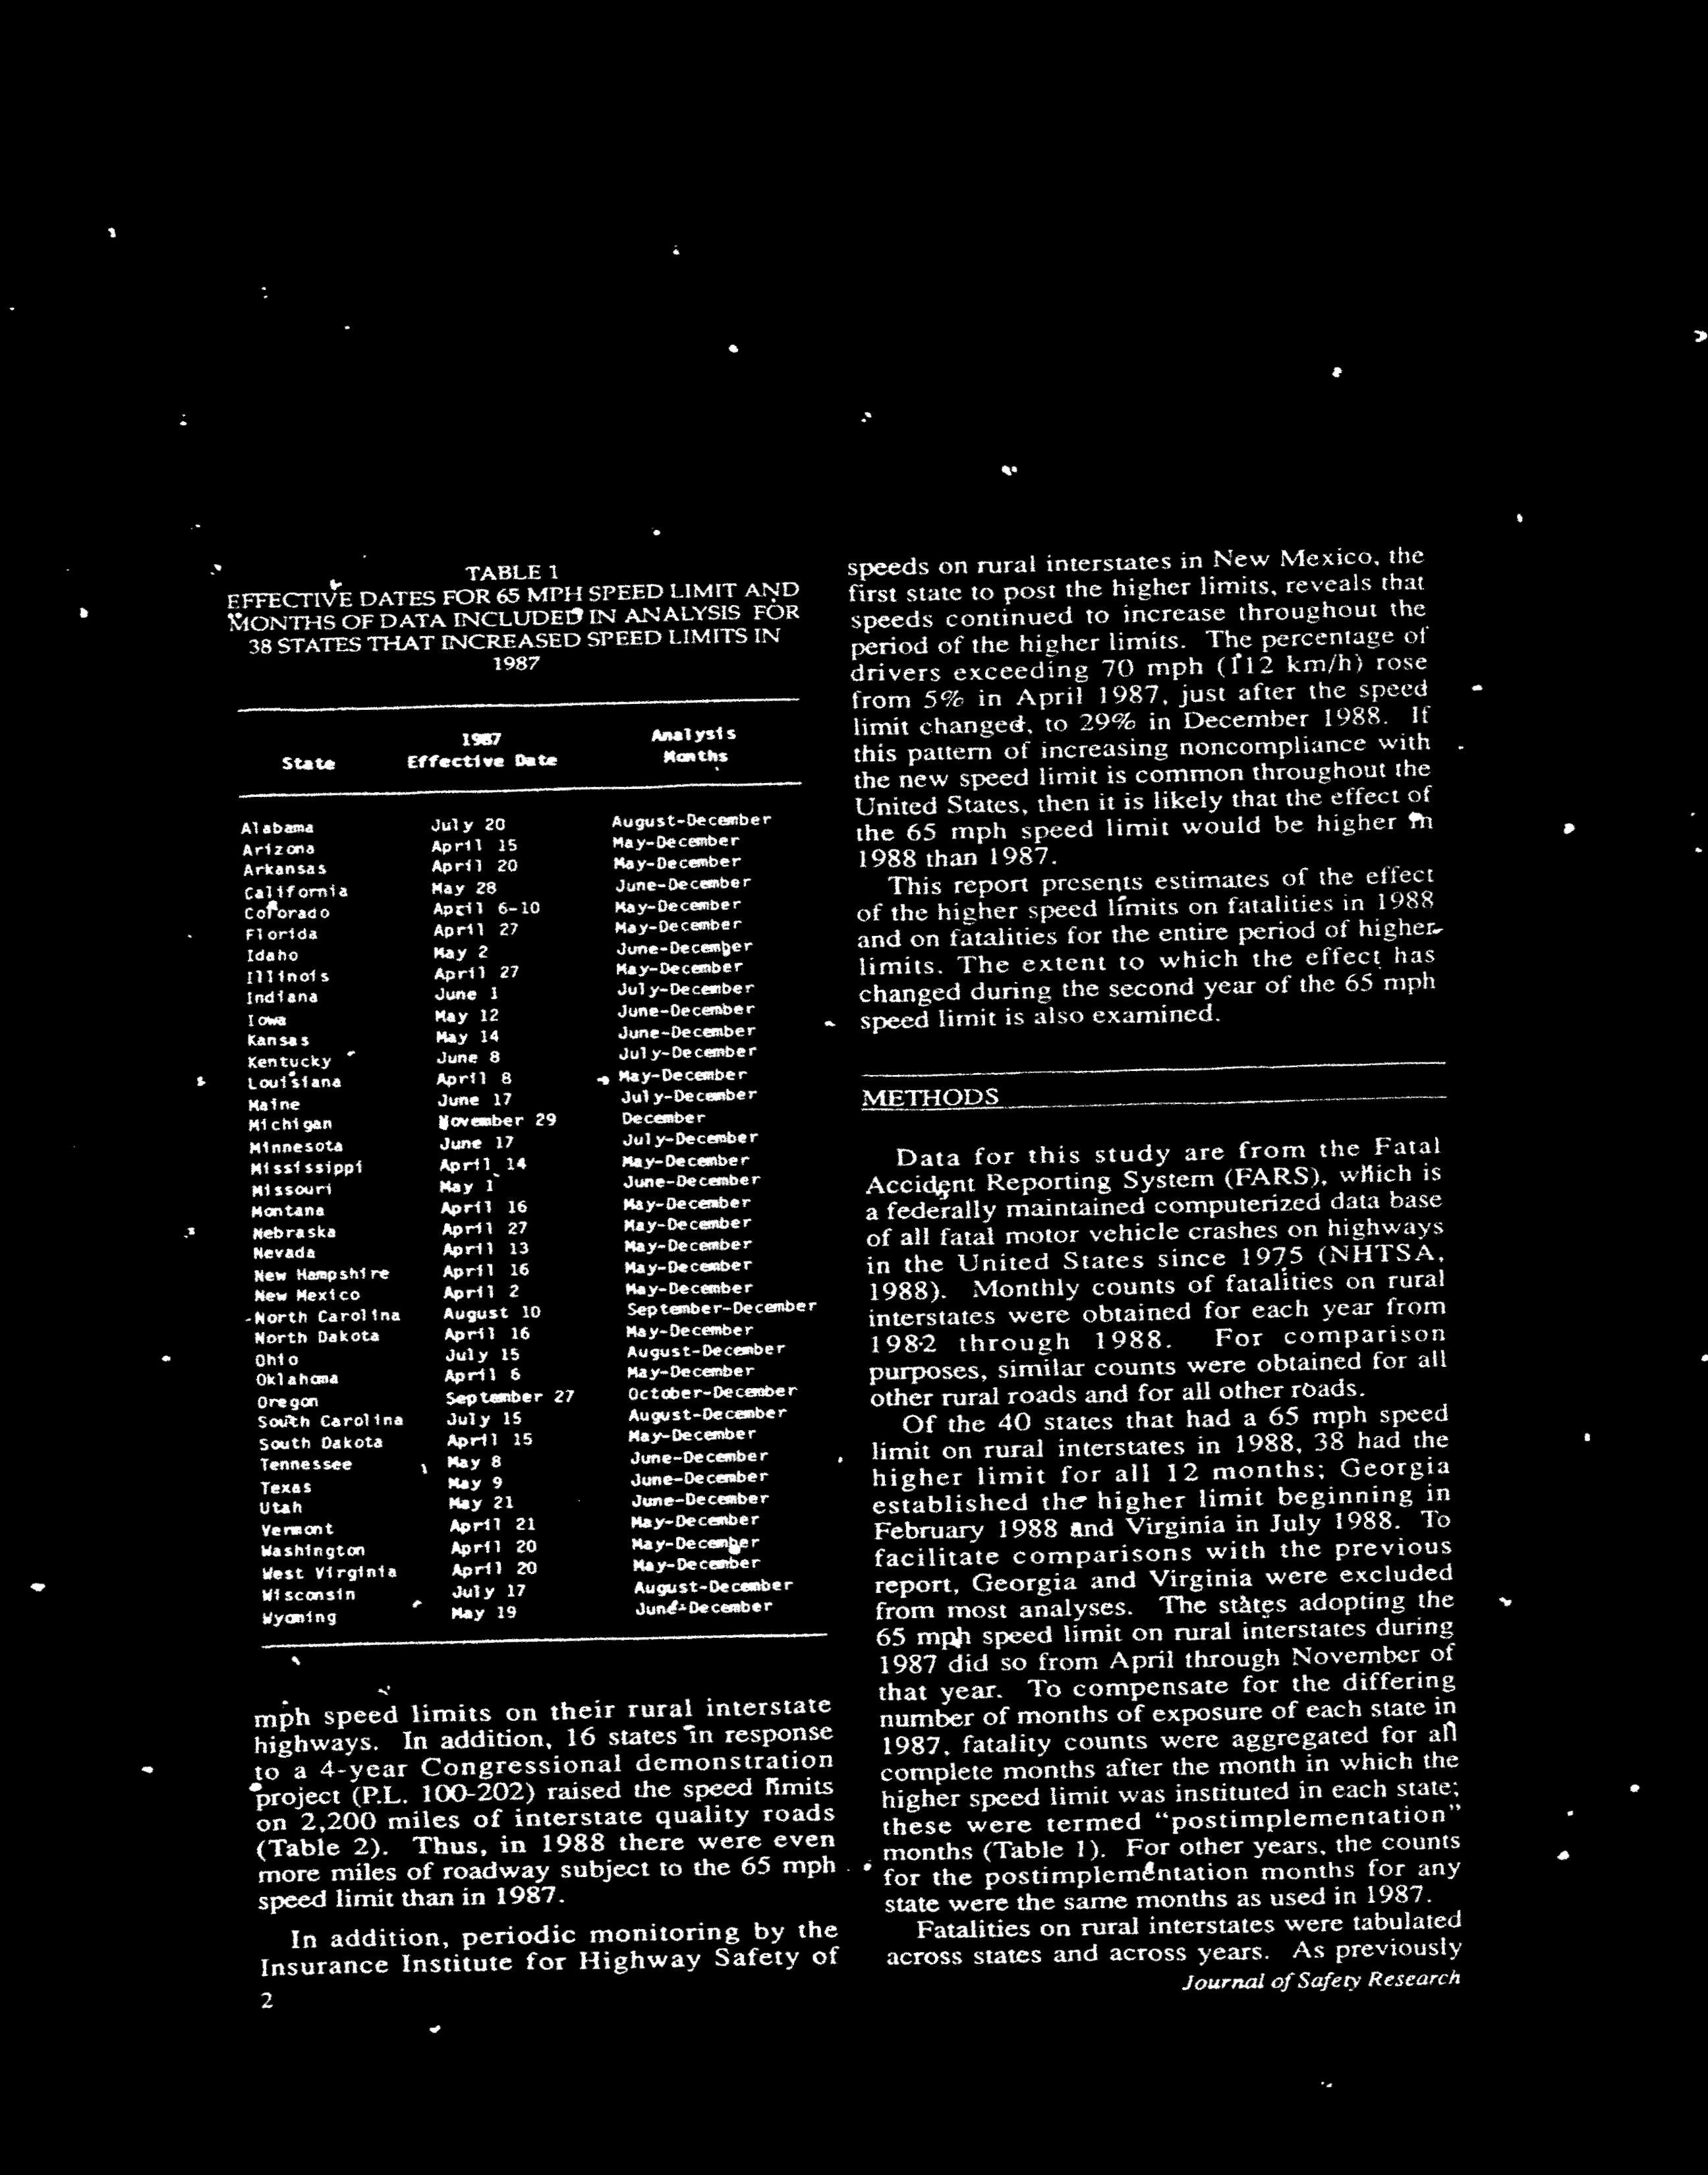 TABLE 1
EFFECTIVE DATES FOR 65 MPH SPEED LIMIT AND
MONTHS OF DATA INCLUDED IN ANALYSIS FOR
38 STATES THAT INCREASED SPEED LIMITS IN
1987
State 1987 Effective Date Analysis Months
Alabama July 20 August-December
Arizona April 15 May-December
Arkansas April 20 May-December
California May 28 June-December
Colorado April 6-10 May-December
Florida April 27 May-December
Idaho May 2 June-December
Illinois April 27 May-December
Indiana June 1 July-December
Iowa May 12 June-December
Kansas May 14 June-December
Kentucky June 8 July-December
Louisiana April 8 May-December
Maine June 17 July-December
Michigan November 29 December
Minnesota June 17 July-December
Mississippi April 14 May-December
Missouri May 1 June-December
Montana April 16 May-December
Nebraska April 27 May-December
Nevada April 13 May-December
New Hampshire April 16 May-December
New Mexico April 2 May-December
North Carolina August 10 September-December
North Dakota April 16 May-December
Ohio July 15 August-December
Oklahoma April 6 May-December
Oregon September 27 October-December
South Carolina July 15 August-December
South Dakota April 15 May-December
Tennessee May 8 June-December
Texas May 9 June-December
Utah May 21 June-December
Vermont April 21 May-December
Washington April 20 May-December
West Virginia April 20 May-December
Wisconsin July 17 August-December
Wyoming May 19 June-December
mph speed limits on their rural interstate
highways. In addition, 16 states in response
to a 4-year Congressional demonstration
project (P.L. 100-202) raised the speed limits
on 2,200 miles of interstate quality roads
(Table 2). Thus, in 1988 there were even
more miles of roadway subject to the 65 mph
speed limit than in 1987.
In addition, periodic monitoring by the
Insurance Institute for Highway Safety of
2
speeds on rural interstates in New Mexico, the
first state to post the higher limits, reveals that
speeds continued to increase throughout the
period of the higher limits. The percentage of
drivers exceeding 70 mph (112 km/h) rose
from 5% in April 1987, just after the speed
limit changed, to 29% in December 1988. If
this pattern of increasing noncompliance with
the new speed limit is common throughout the
United States, then it is likely that the effect of
the 65 mph speed limit would be higher in
1988 than 1987.
This report presents estimates of the effect
of the higher speed limits on fatalities in 1988
and on fatalities for the entire period of higher
limits. The extent to which the effect has
changed during the second year of the 65 mph
speed limit is also examined.
METHODS
Data for this study are from the Fatal
Accident Reporting System (FARS), which is
a federally maintained computerized data base
of all fatal motor vehicle crashes on highways
in the United States since 1975 (NHTSA,
1988). Monthly counts of fatalities on rural
interstates were obtained for each year from
1982 through 1988. For comparison
purposes, similar counts were obtained for all
other rural roads and for all other roads.
Of the 40 states that had a 65 mph speed
limit on rural interstates in 1988, 38 had the
higher limit for all 12 months; Georgia
established the higher limit beginning in
February 1988 and Virginia in July 1988. To
facilitate comparisons with the previous
report, Georgia and Virginia were excluded
from most analyses. The states adopting the
65 mph speed limit on rural interstates during
1987 did so from April through November of
that year. To compensate for the differing
number of months of exposure of each state in
1987, fatality counts were aggregated for all
complete months after the month in which the
higher speed limit was instituted in each state;
these were termed “postimplementation”
months (Table 1). For other years, the counts
for the postimplementation months for any
state were the same months as used in 1987.
Fatalities on rural interstates were tabulated
across states and across years. As previously
Journal of Safety Research